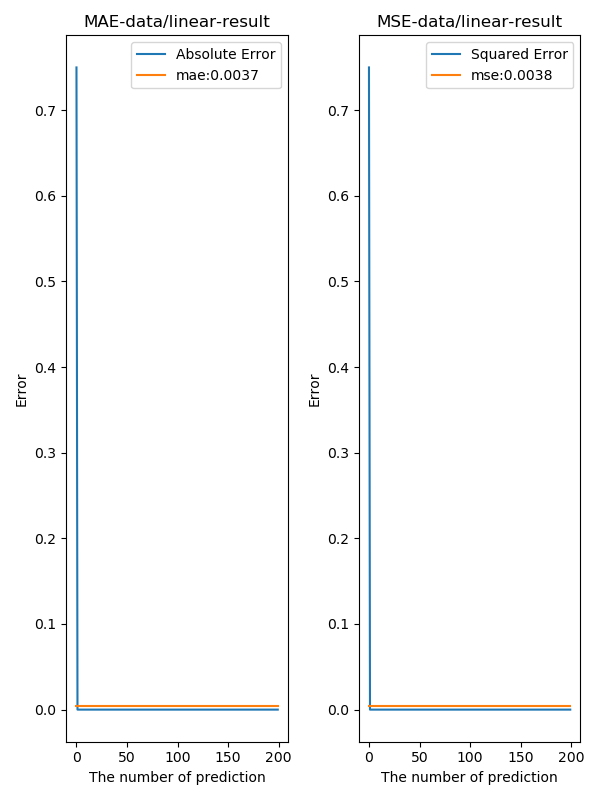 MAE-data/linear-result
Absolute Error
mae:0.0037
0.7
0.6
0.5
0.4
0.3
0.2
0.1
0.0
Error
0 50 100 150 200
The number of prediction
MSE-data/linear-result
Squared Error
mse:0.0038
0.7
0.6
0.5
0.4
0.3
0.2
0.1
0.0
Error
0 50 100 150 200
The number of prediction